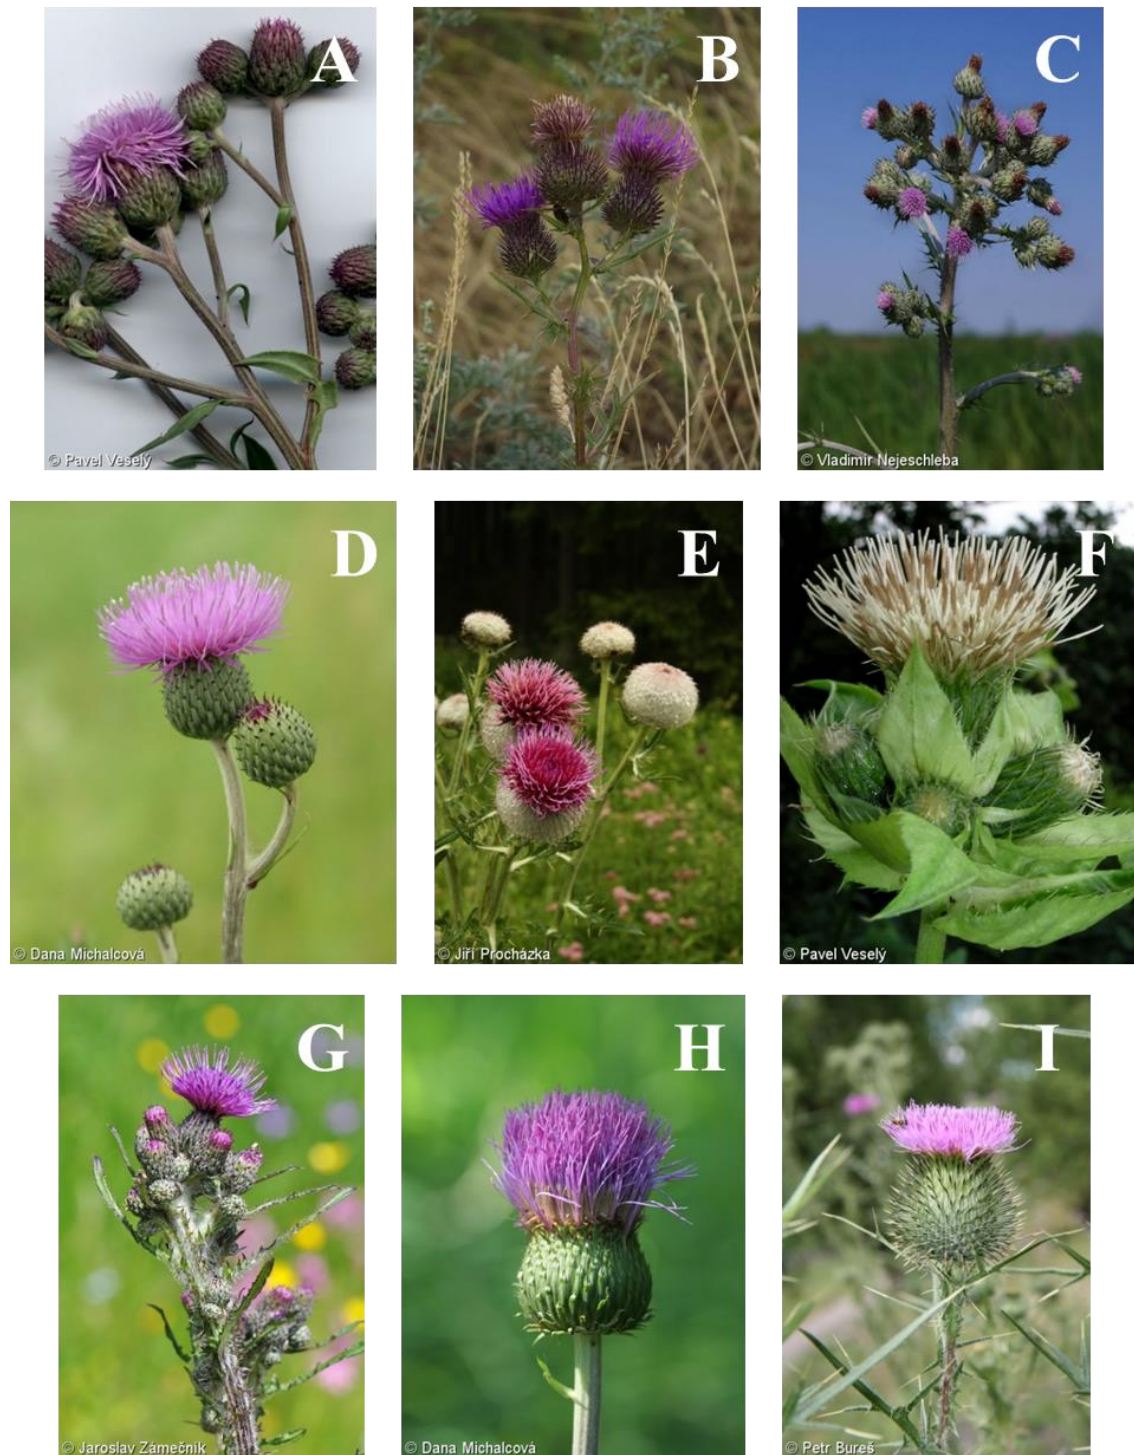 A
B
C
© Pavel Veselý
© Vladimír Nejeschleba
D
E
F
© Dana Michalcová
© Jiří Procházka
© Pavel Veselý
G
H
I
© Jaroslav Zámečník
© Dana Michalcová
© Petr Bureš